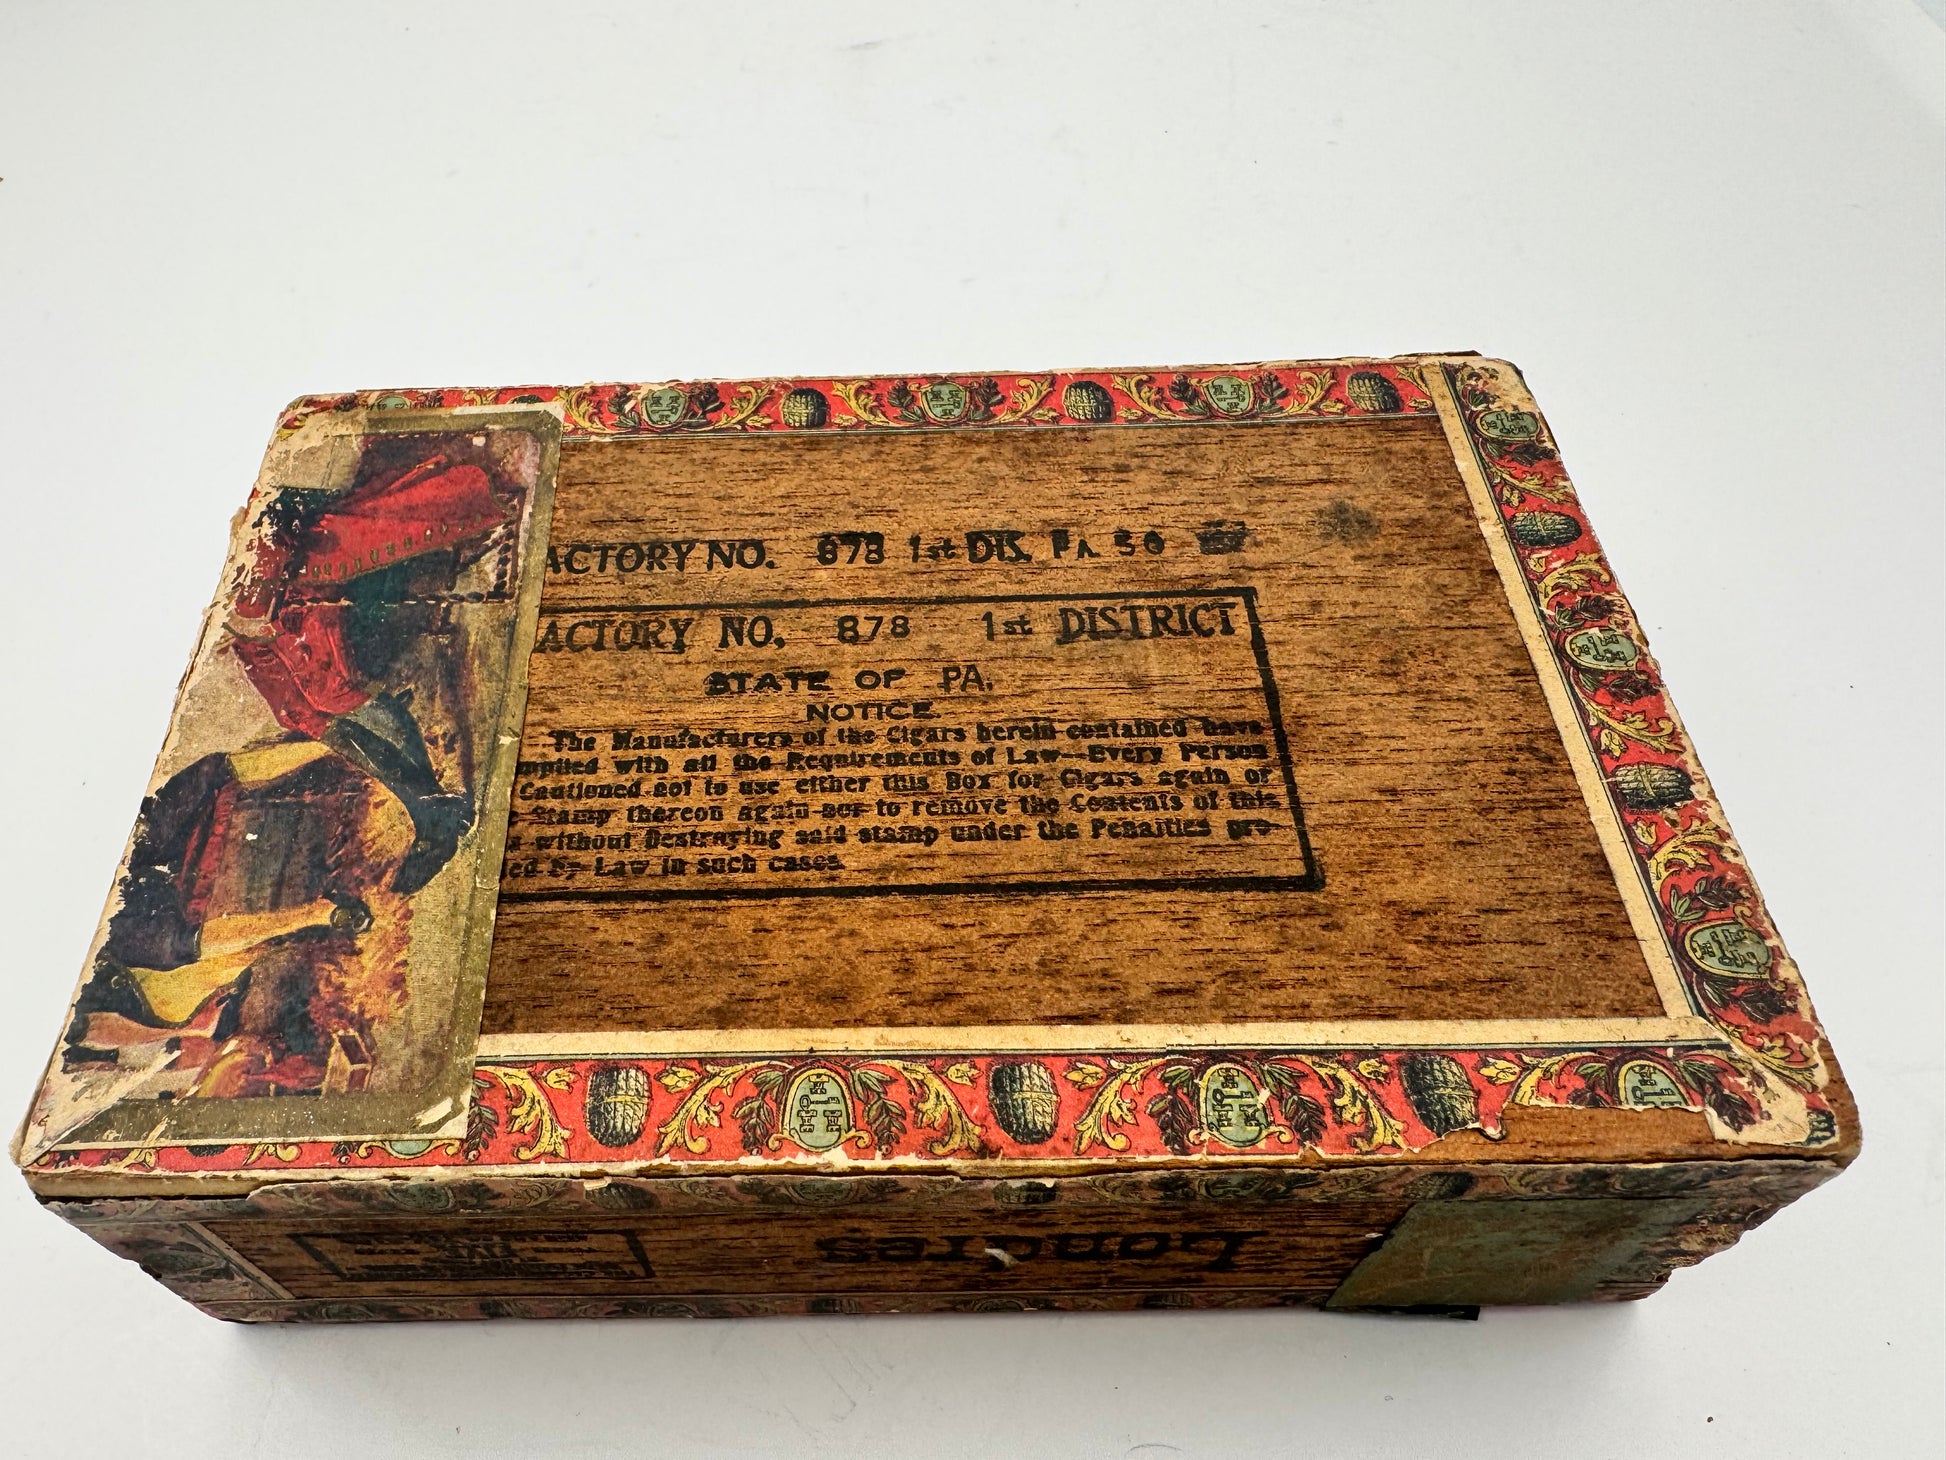 ACTORY NO. 878 1st DIS. PA. 50
ACTORY NO. 878 1st DISTRICT
STATE OF PA.
NOTICE.
The Manufacturers of the Cigars herein contained have
mplied with all the Requirements of Law—Every Person
Cautioned not to use either this Box for Cigars again or
e Stamp thereon again nor to remove the Contents of this
x without Destroying said stamp under the Penalties pro-
ded by Law in such cases
Londres
FIVE